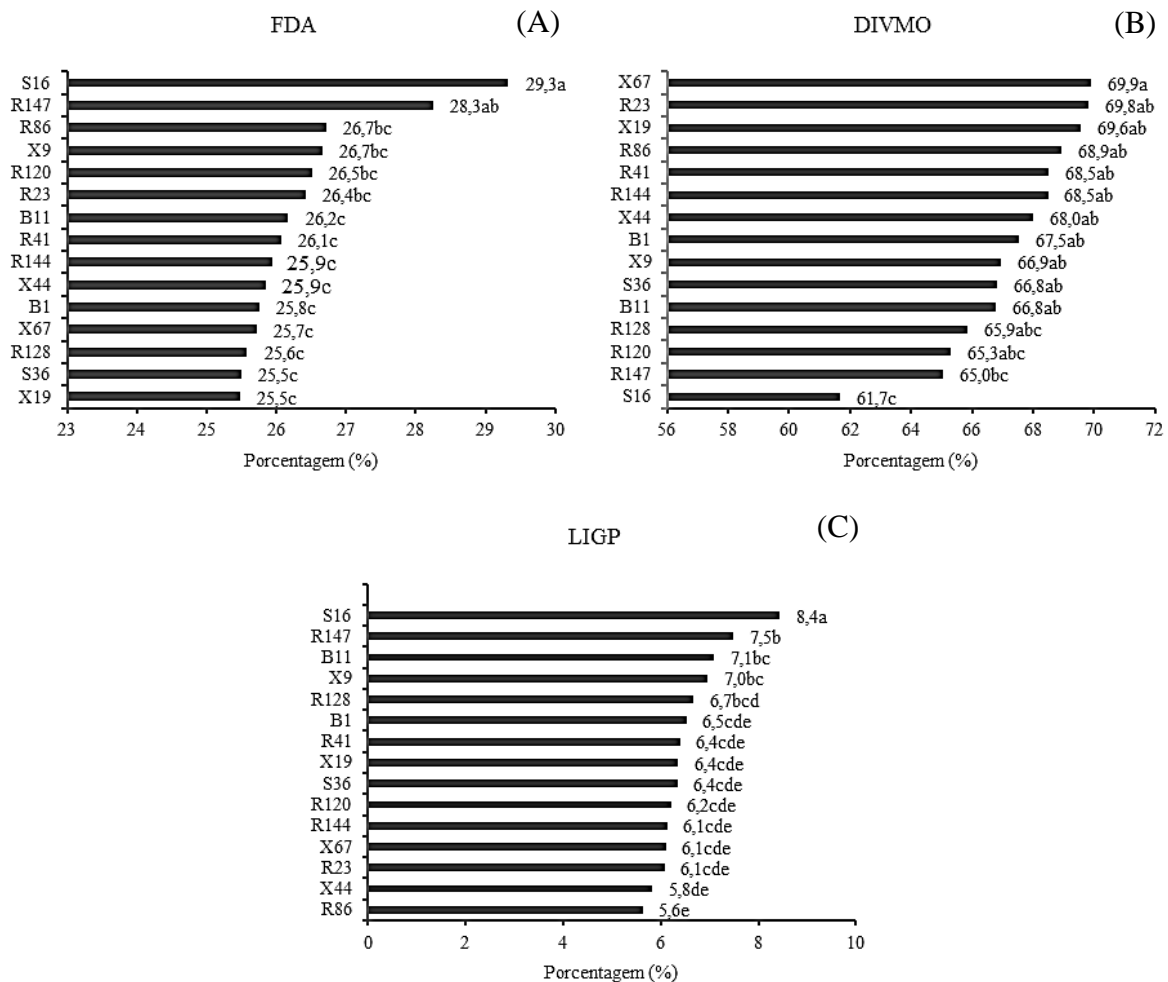 FDA (A)
S16 29,3a
R147 28,3ab
R86 26,7bc
X9 26,7bc
R120 26,5bc
R23 26,4bc
B11 26,2c
R41 26,1c
R144 25,9c
X44 25,9c
B1 25,8c
X67 25,7c
R128 25,6c
S36 25,5c
X19 25,5c
23 24 25 26 27 28 29 30
Porcentagem (%)
DIVMO (B)
X67 69,9a
R23 69,8ab
X19 69,6ab
R86 68,9ab
R41 68,5ab
R144 68,5ab
X44 68,0ab
B1 67,5ab
X9 66,9ab
S36 66,8ab
B11 66,8ab
R128 65,9abc
R120 65,3abc
R147 65,0bc
S16 61,7c
56 58 60 62 64 66 68 70 72
Porcentagem (%)
LIGP (C)
S16 8,4a
R147 7,5b
B11 7,1bc
X9 7,0bc
R128 6,7bcd
B1 6,5cde
R41 6,4cde
X19 6,4cde
S36 6,4cde
R120 6,2cde
R144 6,1cde
X67 6,1cde
R23 6,1cde
X44 5,8de
R86 5,6e
0 2 4 6 8 10
Porcentagem (%)